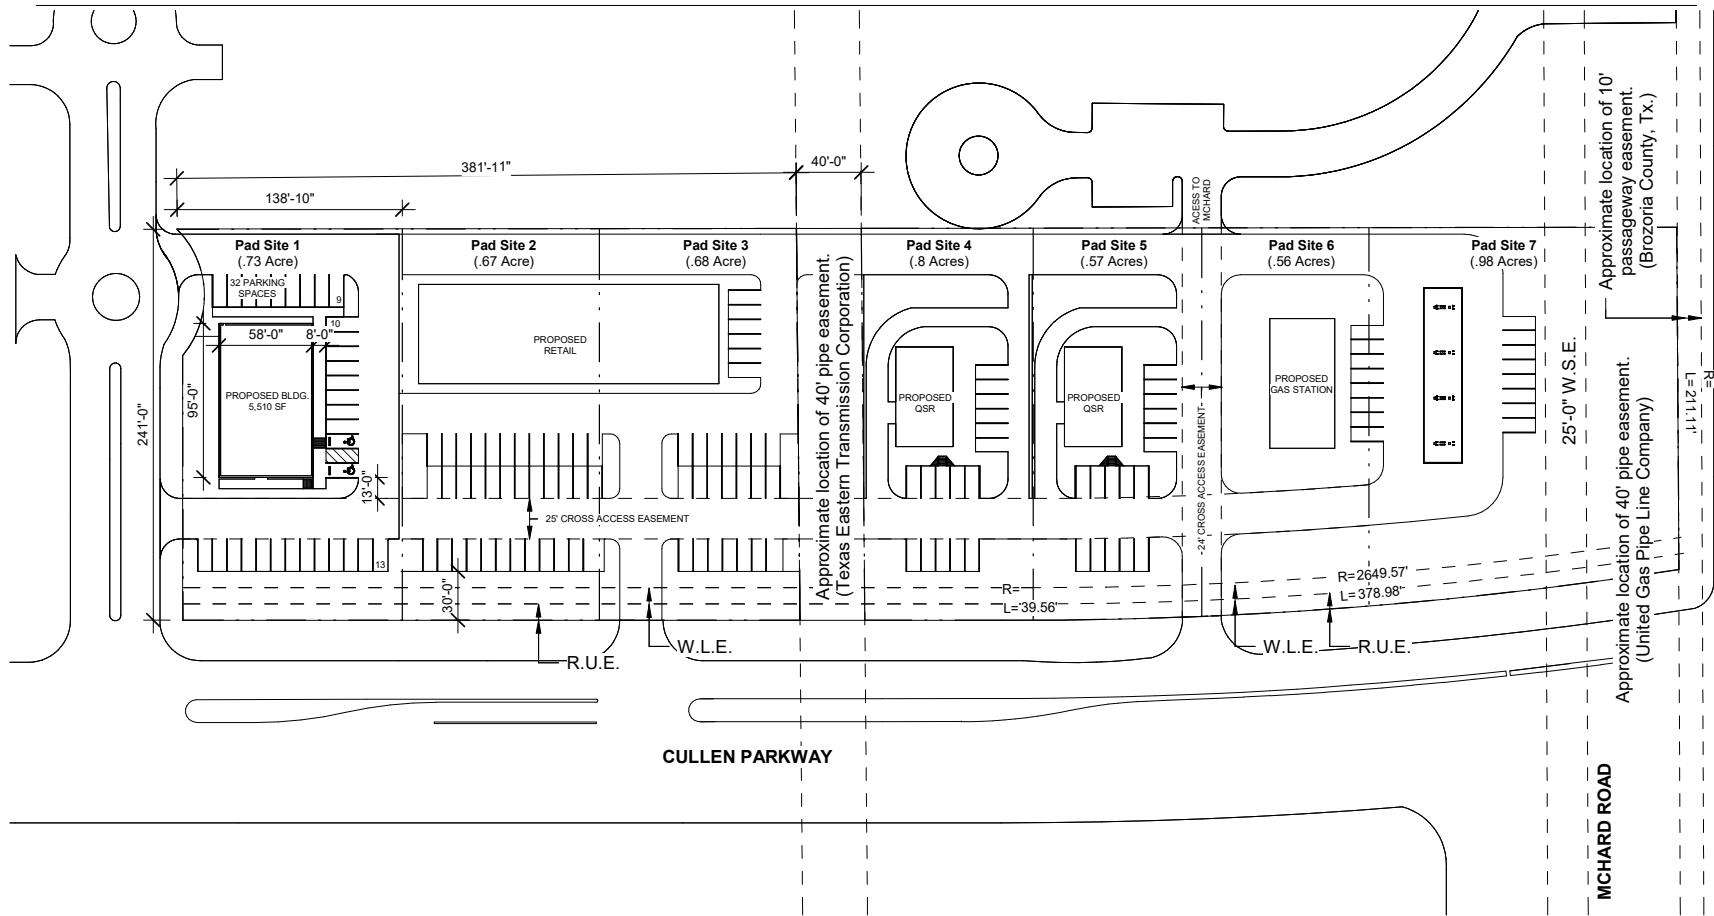 381'-11"
40'-0"
138'-10"
ACESS TO
MCHARD
Pad Site 1
(.73 Acre)
Pad Site 2
(.67 Acre)
Pad Site 3
(.68 Acre)
Pad Site 4
(.8 Acres)
Pad Site 5
(.57 Acres)
Pad Site 6
(.56 Acres)
Pad Site 7
(.98 Acres)
32 PARKING
SPACES
9
10
58'-0"
8'-0"
95'-0"
241'-0"
PROPOSED BLDG.
5,510 SF
13'-0"
13
PROPOSED
RETAIL
25' CROSS ACCESS EASEMENT
30'-0"
Approximate location of 40' pipe easement.
(Texas Eastern Transmission Corporation)
PROPOSED
QSR
PROPOSED
QSR
24' CROSS ACCESS EASEMENT
PROPOSED
GAS STATION
25'-0" W.S.E.
Approximate location of 10'
passageway easement.
(Brozoria County, Tx.)
Approximate location of 40' pipe easement.
(United Gas Pipe Line Company)
R=
L=211.11'
R=
L='39.56'
R=2649.57'
L=378.98'
R.U.E.
W.L.E.
W.L.E.
R.U.E.
CULLEN PARKWAY
MCHARD ROAD